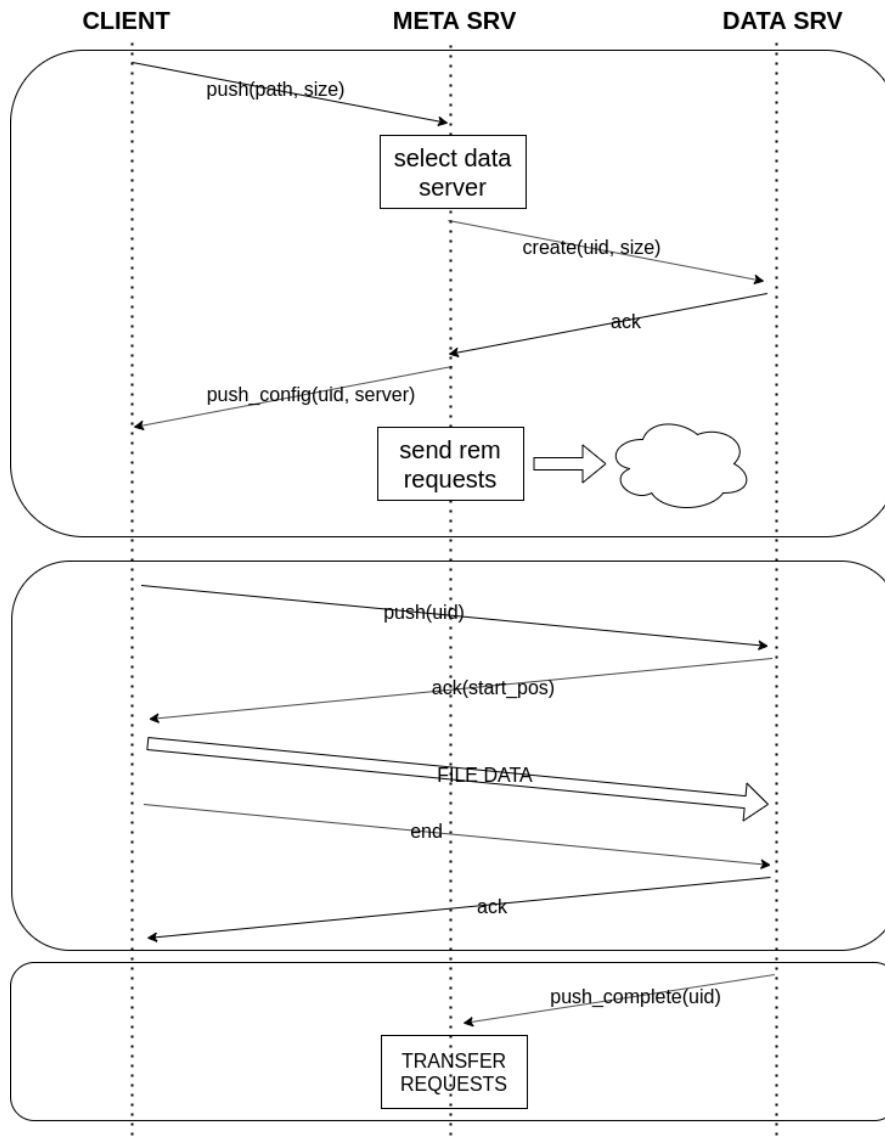 CLIENT META SRV DATA SRV
push(path, size)
select data
server
create(uid, size)
ack
push_config(uid, server)
send rem
requests
push(uid)
ack(start_pos)
FILE DATA
end
ack
push_complete(uid)
TRANSFER
REQUESTS